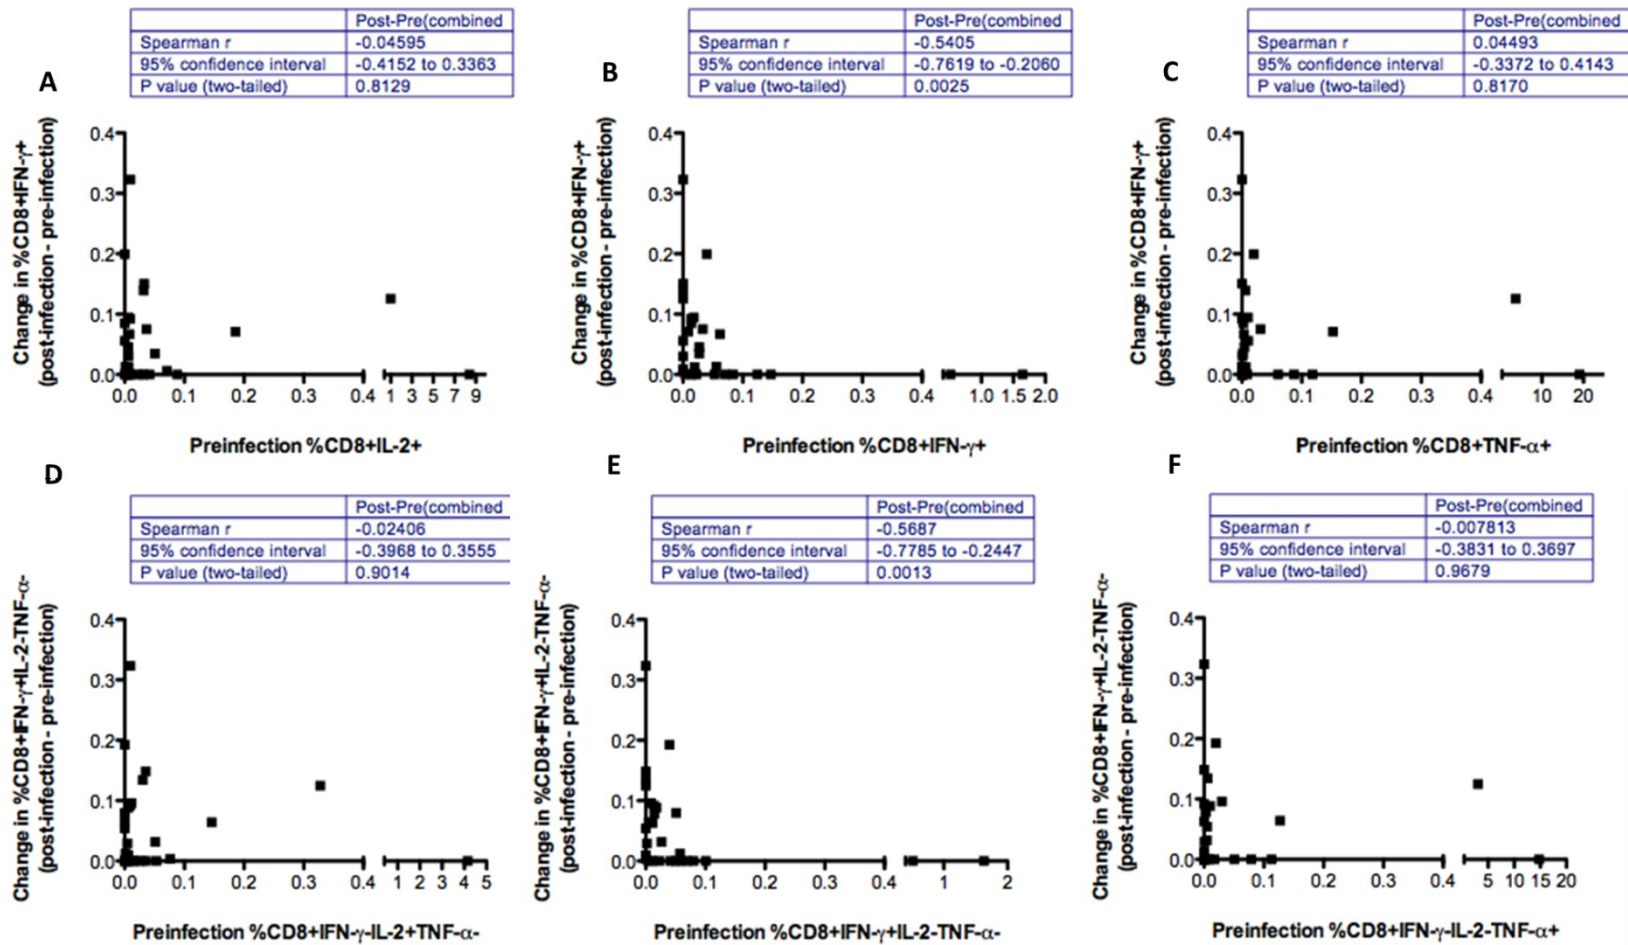 A
Post-Pre(combined
Spearman r -0.04595
95% confidence interval -0.4152 to 0.3363
P value (two-tailed) 0.8129
Change in %CD8+IFN-γ+
(post-infection - pre-infection)
0.4
0.3
0.2
0.1
0.0
0.0 0.1 0.2 0.3 0.4 1 3 5 7 9
Preinfection %CD8+IL-2+
B
Post-Pre(combined
Spearman r -0.5405
95% confidence interval -0.7619 to -0.2060
P value (two-tailed) 0.0025
Change in %CD8+IFN-γ+
(post-infection - pre-infection)
0.4
0.3
0.2
0.1
0.0
0.0 0.1 0.2 0.3 0.4 1.0 1.5 2.0
Preinfection %CD8+IFN-γ+
C
Post-Pre(combined
Spearman r 0.04493
95% confidence interval -0.3372 to 0.4143
P value (two-tailed) 0.8170
Change in %CD8+IFN-γ+
(post-infection - pre-infection)
0.4
0.3
0.2
0.1
0.0
0.0 0.1 0.2 0.3 0.4 10 20
Preinfection %CD8+TNF-α+
D
Post-Pre(combined
Spearman r -0.02406
95% confidence interval -0.3968 to 0.3555
P value (two-tailed) 0.9014
Change in %CD8+IFN-γ+IL-2-TNF-α-
(post-infection - pre-infection)
0.4
0.3
0.2
0.1
0.0
0.0 0.1 0.2 0.3 0.4 1 2 3 4 5
Preinfection %CD8+IFN-γ-IL-2+TNF-α-
E
Post-Pre(combined
Spearman r -0.5687
95% confidence interval -0.7785 to -0.2447
P value (two-tailed) 0.0013
Change in %CD8+IFN-γ+IL-2-TNF-α-
(post-infection - pre-infection)
0.4
0.3
0.2
0.1
0.0
0.0 0.1 0.2 0.3 0.4 1 2
Preinfection %CD8+IFN-γ+IL-2-TNF-α-
F
Post-Pre(combined
Spearman r -0.007813
95% confidence interval -0.3831 to 0.3697
P value (two-tailed) 0.9679
Change in %CD8+IFN-γ+IL-2-TNF-α-
(post-infection - pre-infection)
0.4
0.3
0.2
0.1
0.0
0.0 0.1 0.2 0.3 0.4 5 10 15 20
Preinfection %CD8+IFN-γ-IL-2-TNF-α+